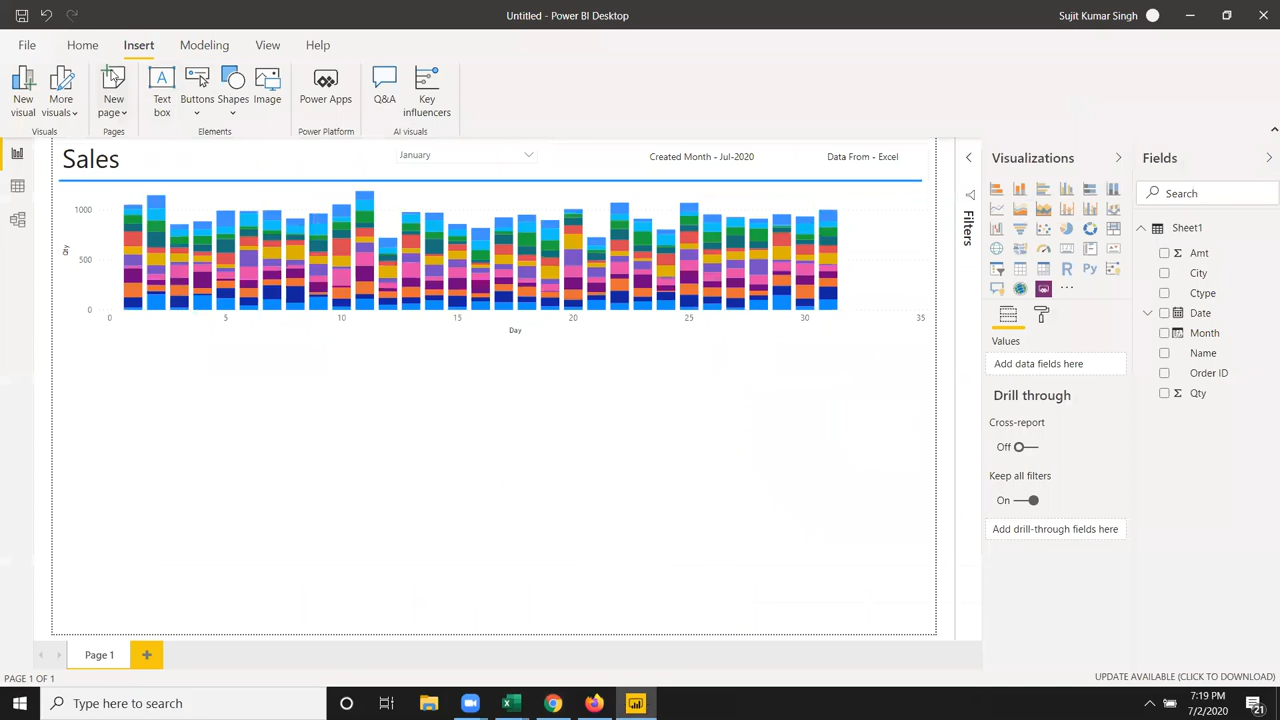 Untitled - Power BI Desktop
Sujit Kumar Singh
File Home Insert Modeling View Help
New visual
More visuals
New page
Text box
Buttons
Shapes
Image
Power Apps
Q&A
Key influencers
Visuals Pages Elements Power Platform AI visuals
Sales
January
Created Month - Jul-2020
Data From - Excel
1000
500
0
Qty
0 5 10 15 20 25 30 35
Day
Filters
Visualizations
R Py
Values
Add data fields here
Drill through
Cross-report
Off
Keep all filters
On
Add drill-through fields here
Fields
Search
Sheet1
Σ Amt
City
Ctype
Date
Month
Name
Order ID
Σ Qty
Page 1
PAGE 1 OF 1
UPDATE AVAILABLE (CLICK TO DOWNLOAD)
Type here to search
7:19 PM
7/2/2020
21